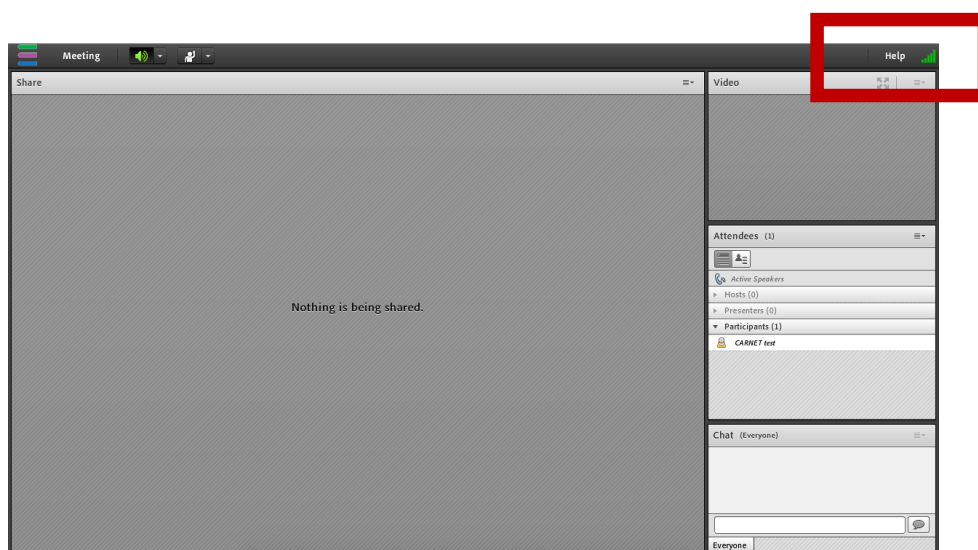 Meeting
Help
Share
Video
Nothing is being shared.
Attendees (1)
Active Speakers
Hosts (0)
Presenters (0)
Participants (1)
CARNET test
Chat (Everyone)
Everyone